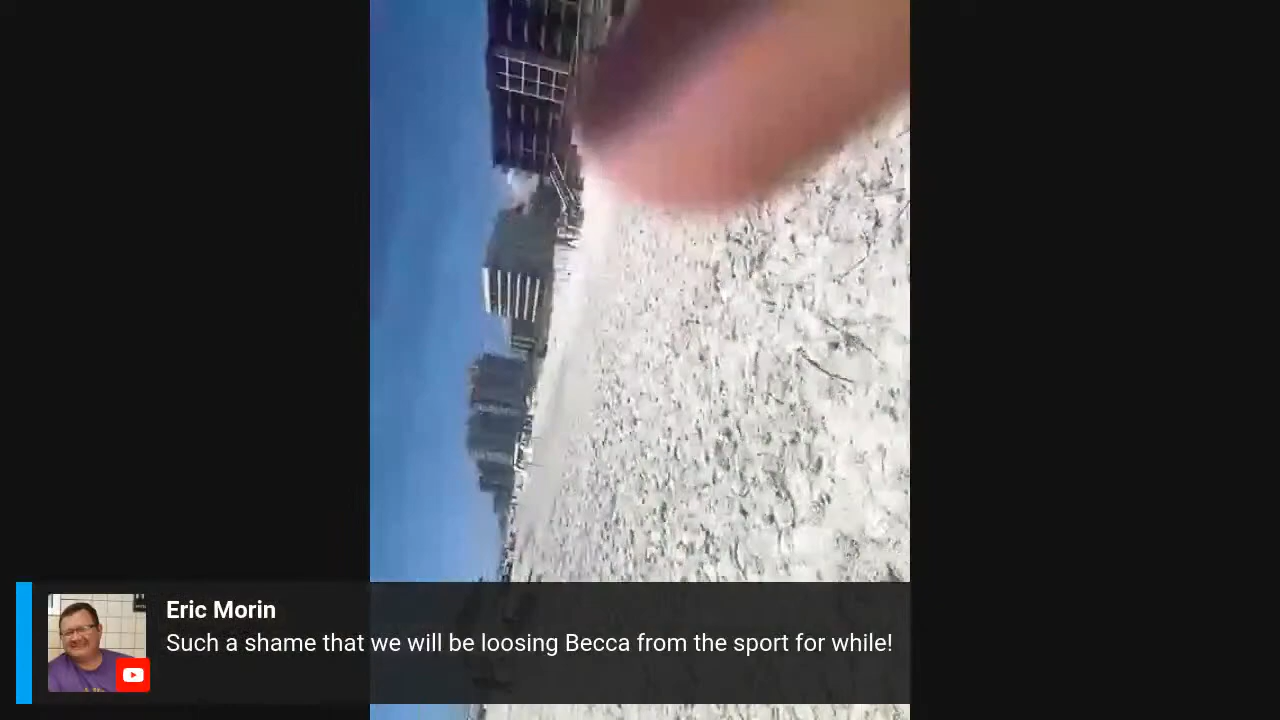 Eric Morin
Such a shame that we will be loosing Becca from the sport for while!